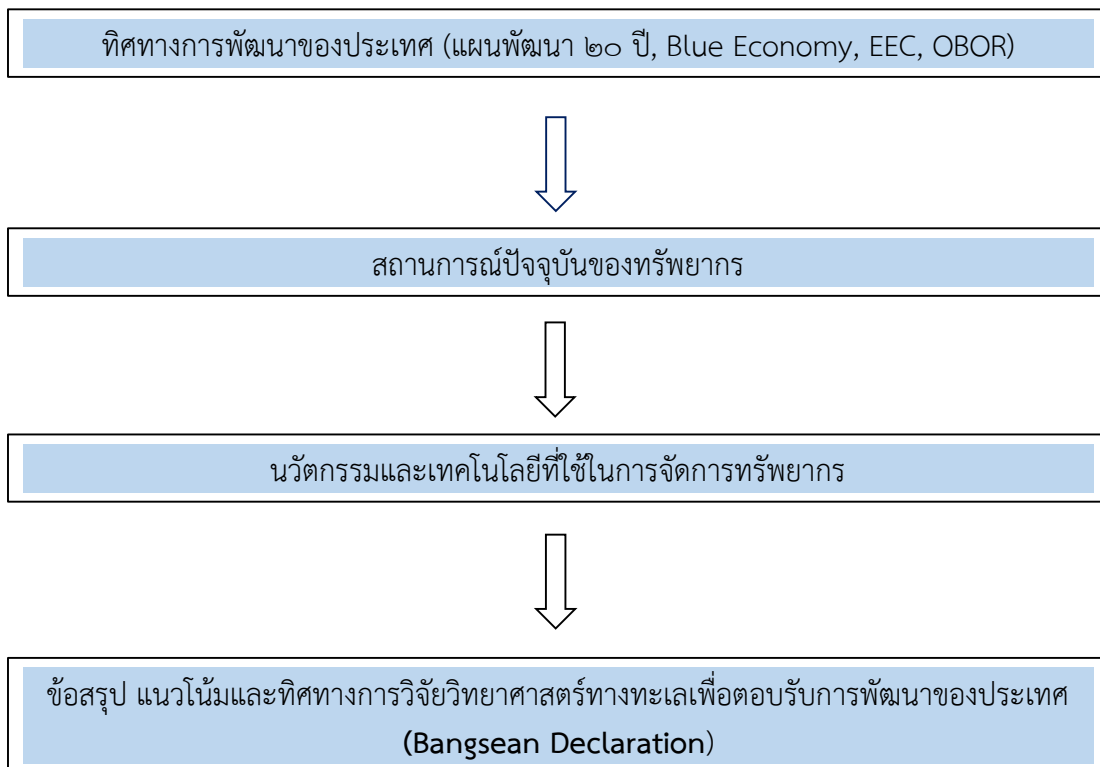 ทิศทางการพัฒนาของประเทศ (แผนพัฒนา ๒๐ ปี, Blue Economy, EEC, OBOR)
สถานการณ์ปัจจุบันของทรัพยากร
นวัตกรรมและเทคโนโลยีที่ใช้ในการจัดการทรัพยากร
ข้อสรุป แนวโน้มและทิศทางการวิจัยวิทยาศาสตร์ทางทะเลเพื่อตอบรับการพัฒนาของประเทศ
(Bangsean Declaration)